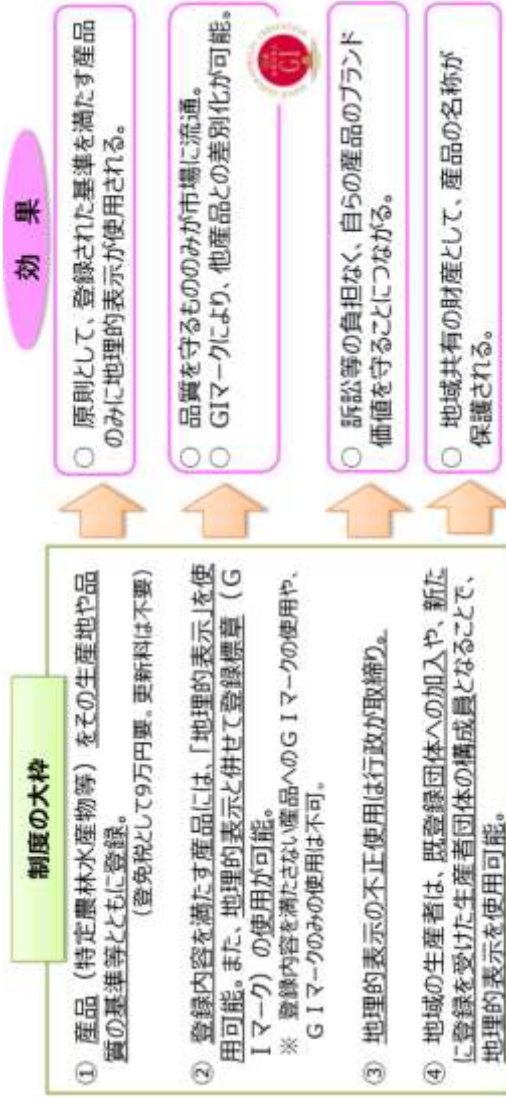 制度の大枠
① 産品（特定農林水産物等）をその生産地や品
質の基準等とともに登録。
（登免税として9万円要。更新料は不要）
② 登録内容を満たす産品には、「地理的表示」を使
用可能。また、地理的表示と併せて登録標章（G
Iマーク）の使用が可能。
※ 登録内容を満たさない産品へのGIマークの使用や、
GIマークのみの使用は不可。
③ 地理的表示の不正使用は行政が取締り。
④ 地域の生産者は、既登録団体への加入や、新た
に登録を受けた生産者団体の構成員となることで、
地理的表示を使用可能。
効 果
○ 原則として、登録された基準を満たす産品
のみに地理的表示が使用される。
○ 品質を守るもののみが市場に流通。
○ GIマークにより、他産品との差別化が可能。
GI
○ 訴訟等の負担なく、自らの産品のブランド
価値を守ることにつながる。
○ 地域共有の財産として、産品の名称が
保護される。